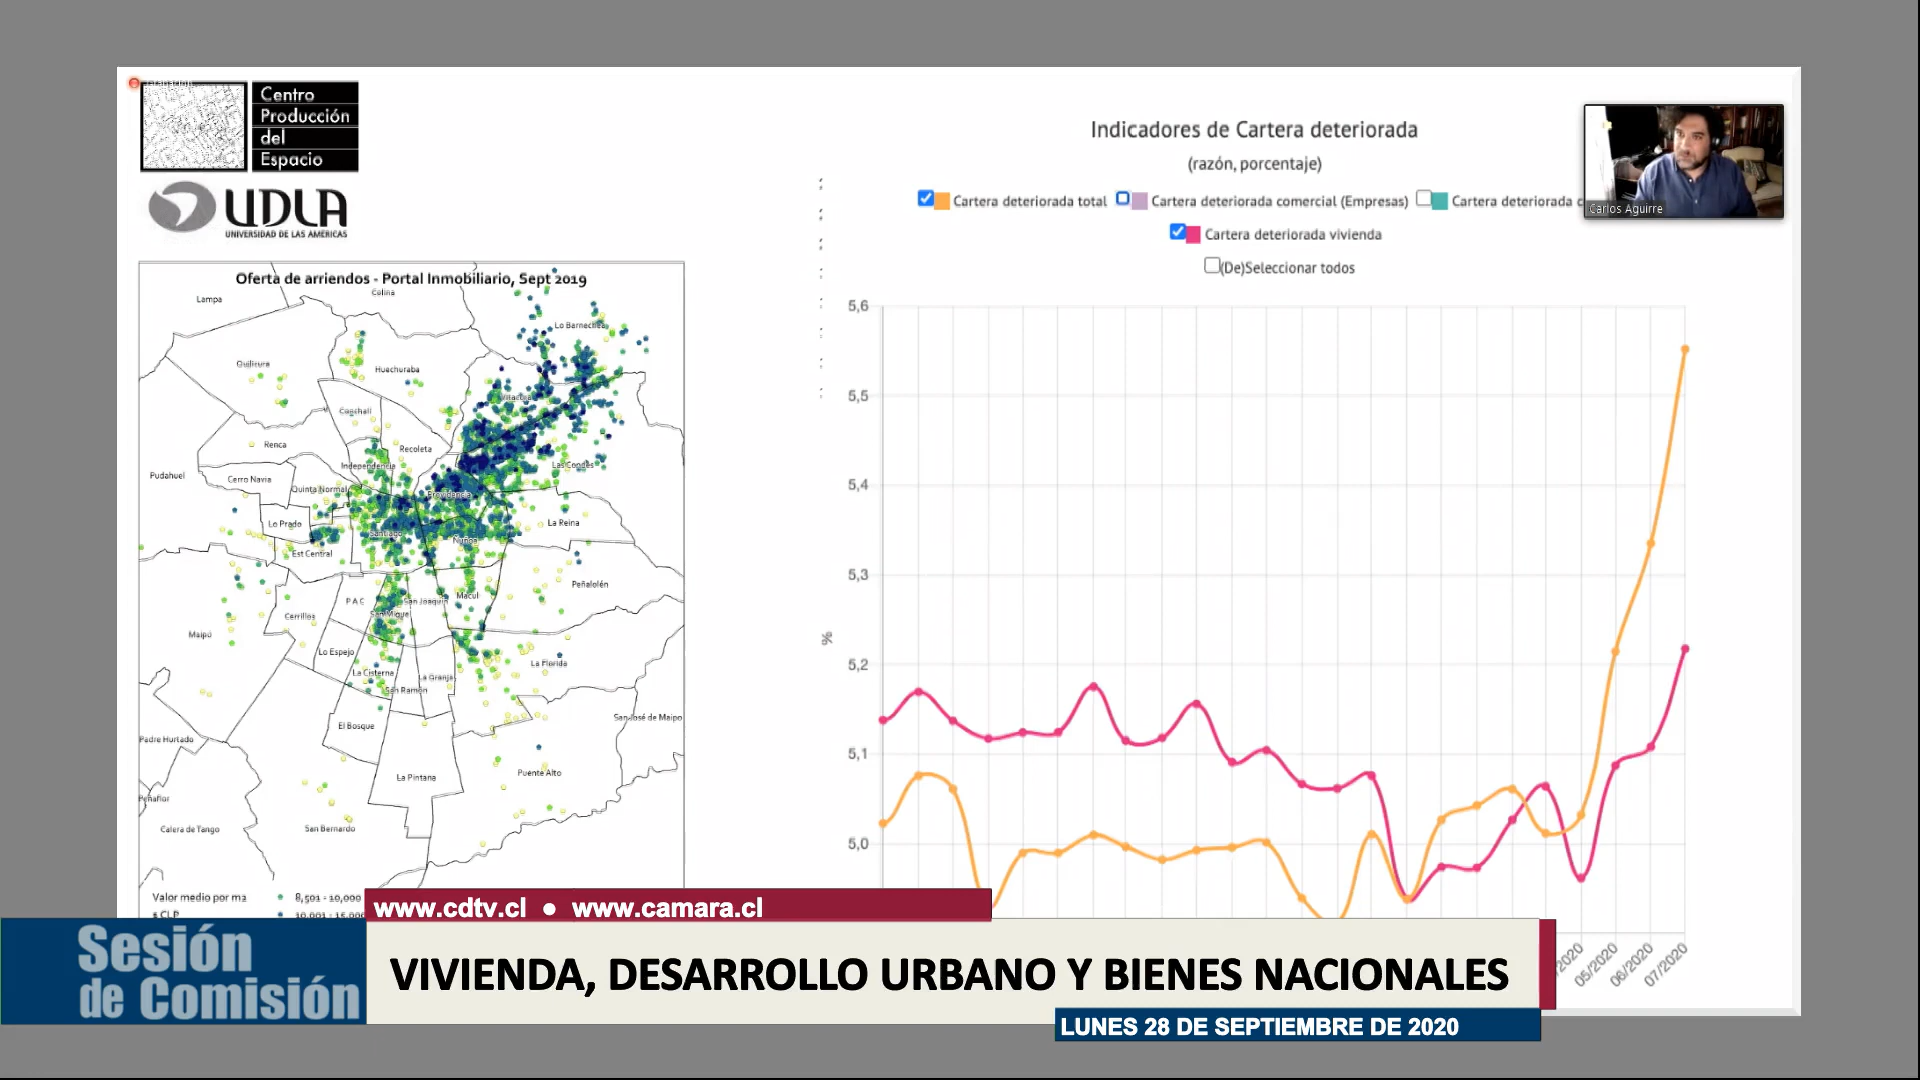 Centro
Producción
del
Espacio
UDLA
UNIVERSIDAD DE LAS AMÉRICAS
Indicadores de Cartera deteriorada
(razón, porcentaje)
Cartera deteriorada total
Cartera deteriorada comercial (Empresas)
Cartera deteriorada c
Cartera deteriorada vivienda
(De)Seleccionar todos
Carlos Aguirre
Oferta de arriendos - Portal Inmobiliario, Sept 2019
Lampa
Colina
Lo Barnechea
Quilicura
Huechuraba
Vitacura
Conchalí
Renca
Recoleta
Independencia
Las Condes
Pudahuel
Cerro Navia
Quinta Normal
Providencia
Lo Prado
Santiago
Ñuñoa
La Reina
Est Central
Peñalolén
P A C
San Joaquín
Macul
Cerrillos
San Miguel
Maipú
Lo Espejo
La Florida
La Cisterna
La Granja
San Ramón
El Bosque
San José de Maipo
Padre Hurtado
La Pintana
Puente Alto
Peñaflor
Calera de Tango
San Bernardo
Valor medio por m2
$ CLP
8,501 - 10,000
10,001 - 15,000
5,6
5,5
5,4
5,3
5,2
5,1
5,0
%
/2020
05/2020
06/2020
07/2020
www.cdtv.cl ● www.camara.cl
Sesión
de Comisión
VIVIENDA, DESARROLLO URBANO Y BIENES NACIONALES
LUNES 28 DE SEPTIEMBRE DE 2020